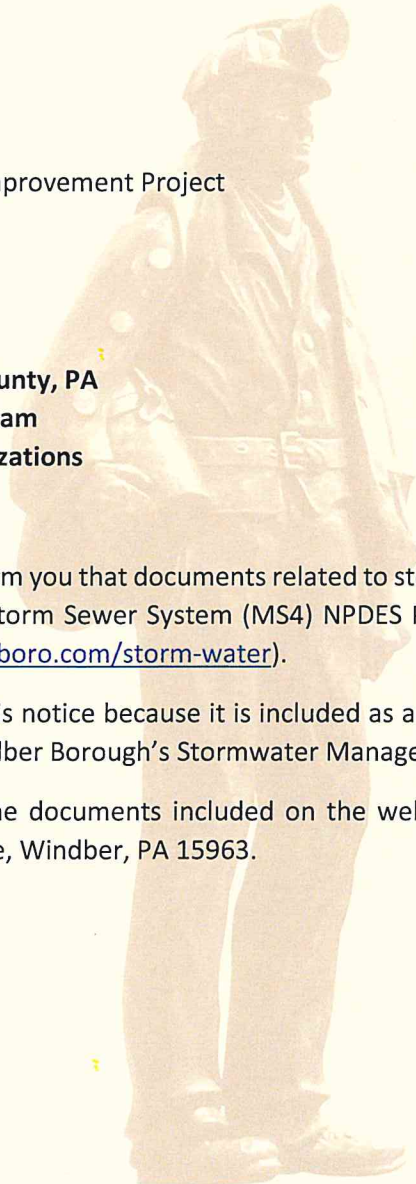 provement Project
unty, PA
am
zations
m you that documents related to st
torm Sewer System (MS4) NPDES
boro.com/storm-water).
s notice because it is included as a
ber Borough's Stormwater Manage
e documents included on the wel
e, Windber, PA 15963.